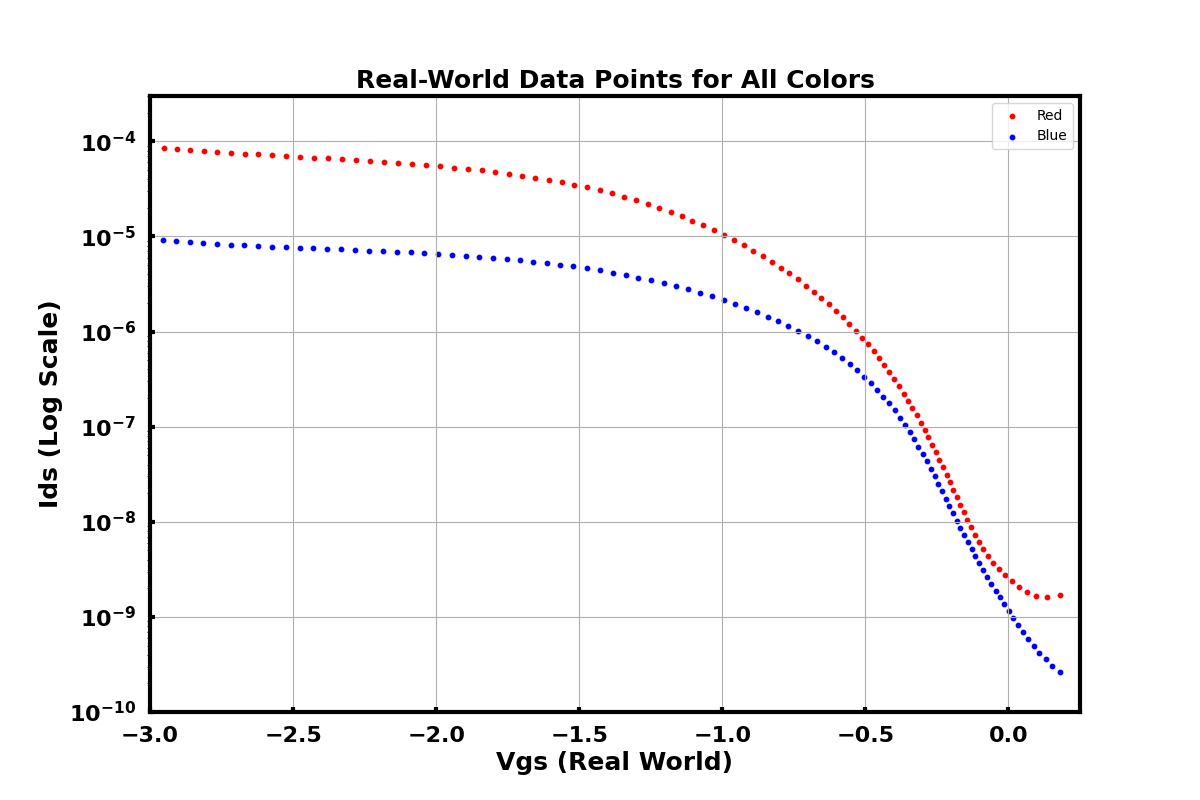 Real-World Data Points for All Colors
Red
Blue
Ids (Log Scale)
10⁻⁴
10⁻⁵
10⁻⁶
10⁻⁷
10⁻⁸
10⁻⁹
10⁻¹⁰
−3.0 −2.5 −2.0 −1.5 −1.0 −0.5 0.0
Vgs (Real World)